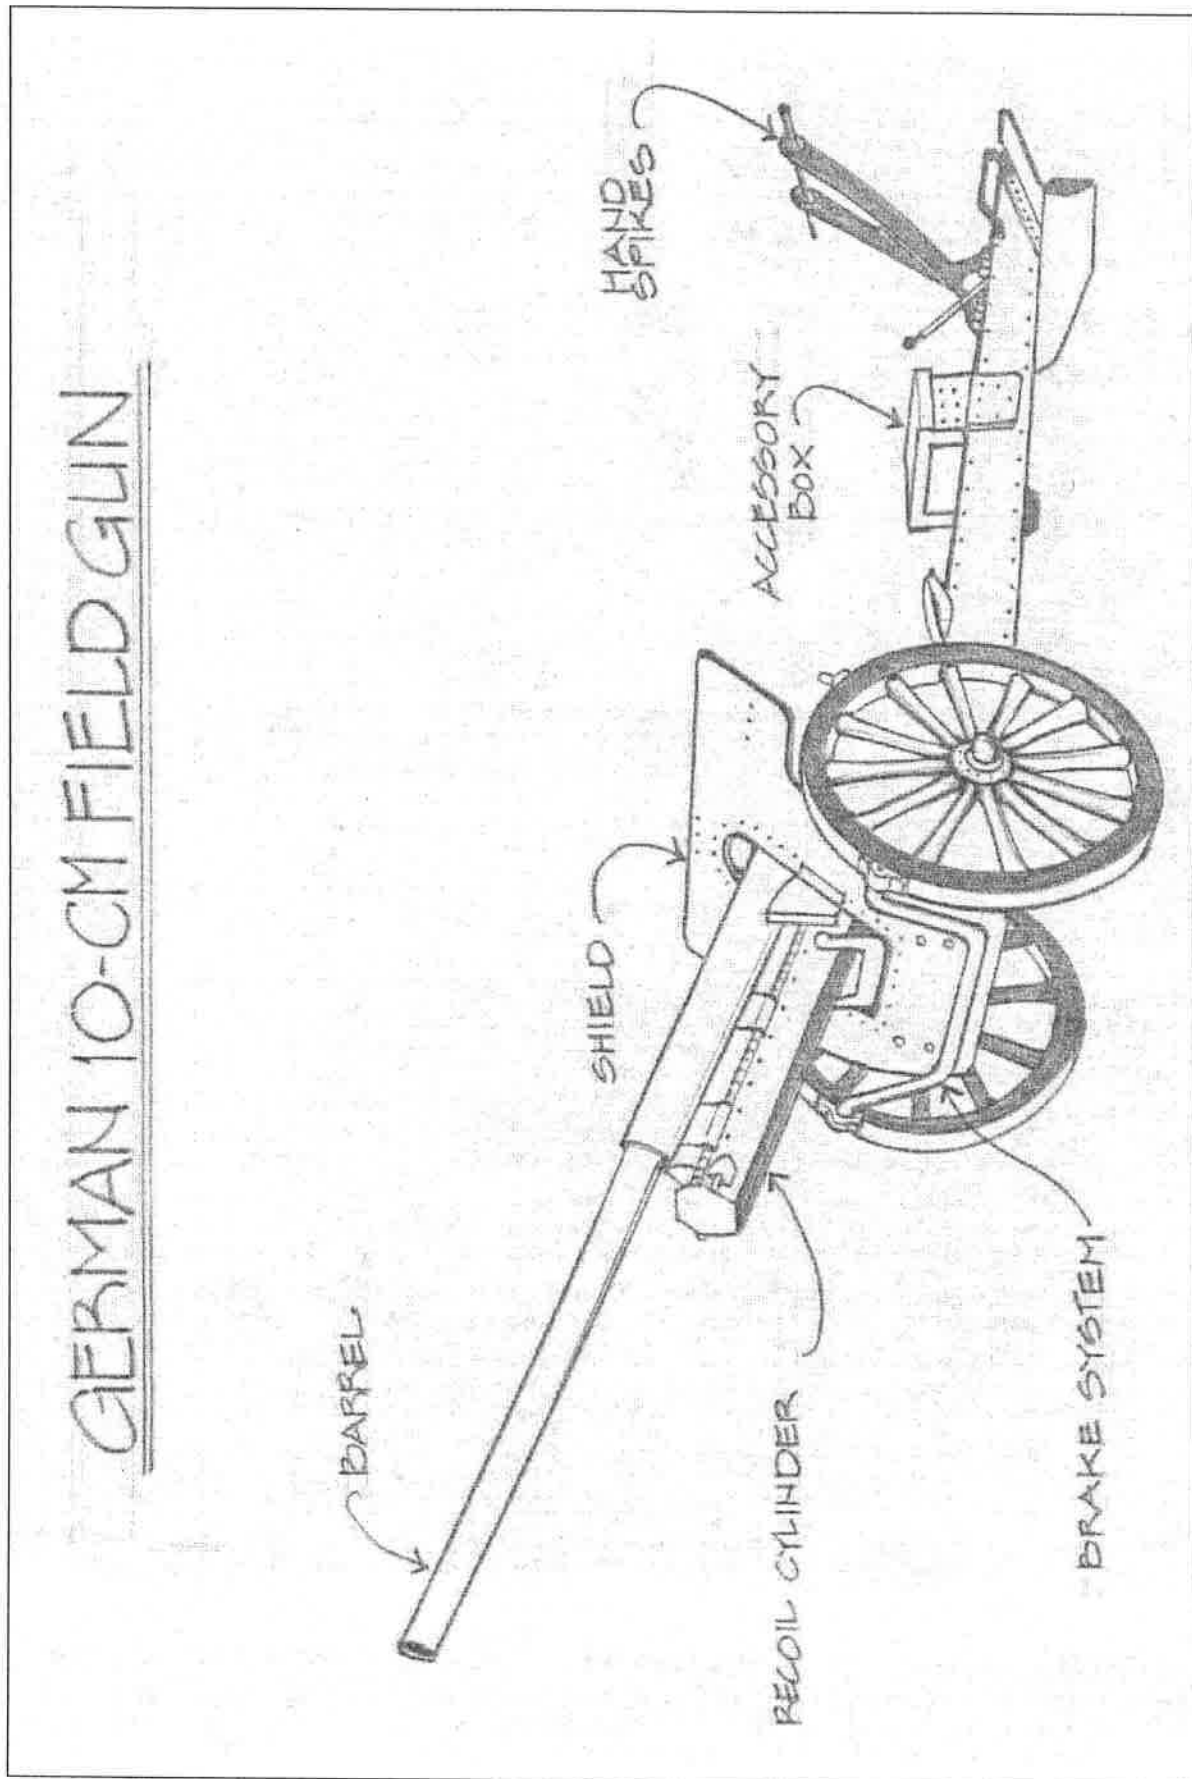 GERMAN 10-CM FIELD GUN
BARREL
SHIELD
HAND
SPIKES
ACCESSORY
BOX
RECOIL CYLINDER
BRAKE SYSTEM